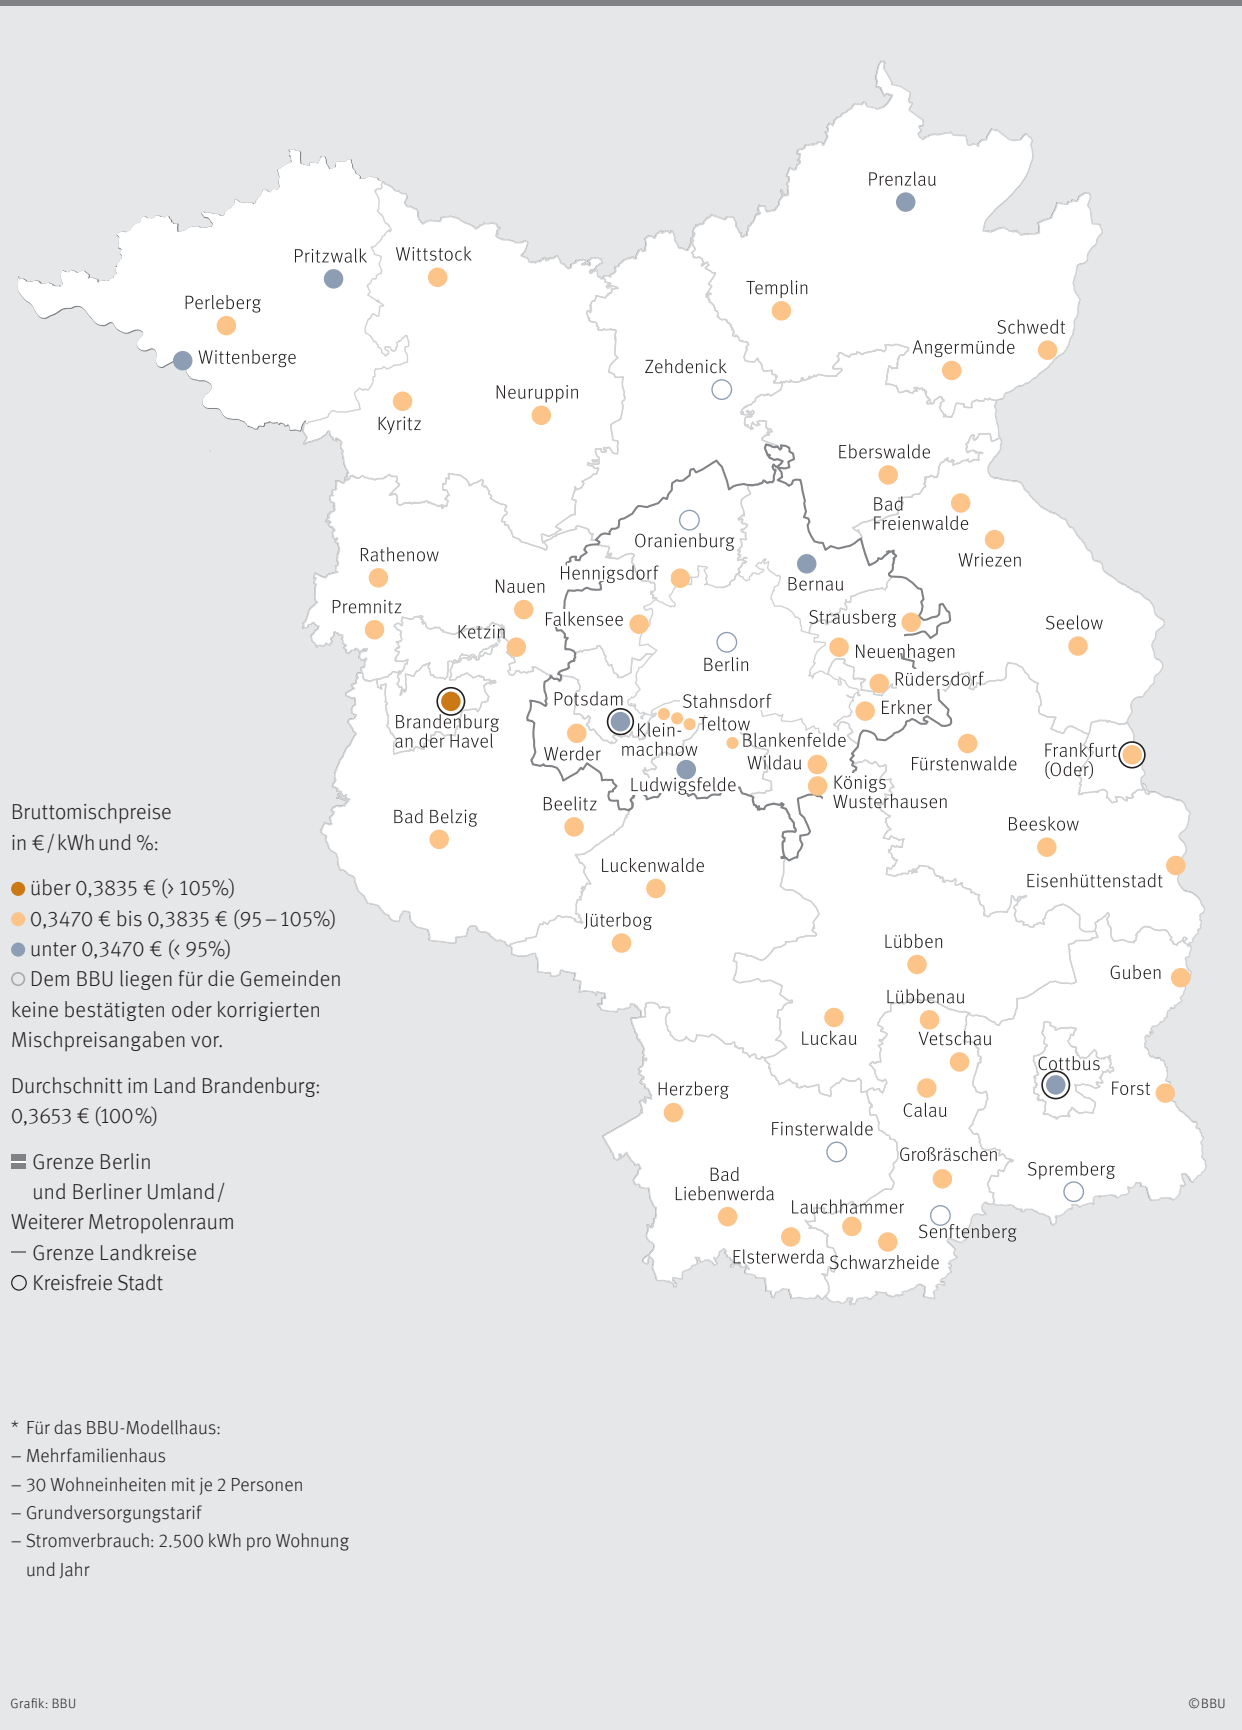 Prenzlau
Pritzwalk
Wittstock
Perleberg
Templin
Schwedt
Angermünde
Wittenberge
Zehdenick
Neuruppin
Kyritz
Eberswalde
Bad
Freienwalde
Oranienburg
Wriezen
Rathenow
Hennigsdorf
Nauen
Bernau
Premnitz
Falkensee
Strausberg
Seelow
Ketzin
Neuenhagen
Berlin
Rüdersdorf
Potsdam
Stahnsdorf
Erkner
Brandenburg
an der Havel
Teltow
Klein-
machnow
Blankenfelde
Werder
Wildau
Fürstenwalde
Frankfurt
(Oder)
Ludwigsfelde
Königs
Wusterhausen
Beelitz
Bad Belzig
Beeskow
Luckenwalde
Eisenhüttenstadt
Jüterbog
Lübben
Guben
Lübbenau
Luckau
Vetschau
Cottbus
Herzberg
Forst
Calau
Finsterwalde
Großräschen
Spremberg
Bad
Liebenwerda
Lauchhammer
Senftenberg
Elsterwerda
Schwarzheide
Bruttomischpreise
in €/kWh und %:
über 0,3835 € (> 105%)
0,3470 € bis 0,3835 € (95–105%)
unter 0,3470 € (< 95%)
Dem BBU liegen für die Gemeinden
keine bestätigten oder korrigierten
Mischpreisangaben vor.
Durchschnitt im Land Brandenburg:
0,3653 € (100%)
Grenze Berlin
und Berliner Umland/
Weiterer Metropolenraum
Grenze Landkreise
Kreisfreie Stadt
* Für das BBU-Modellhaus:
– Mehrfamilienhaus
– 30 Wohneinheiten mit je 2 Personen
– Grundversorgungstarif
– Stromverbrauch: 2.500 kWh pro Wohnung
und Jahr
Grafik: BBU
©BBU